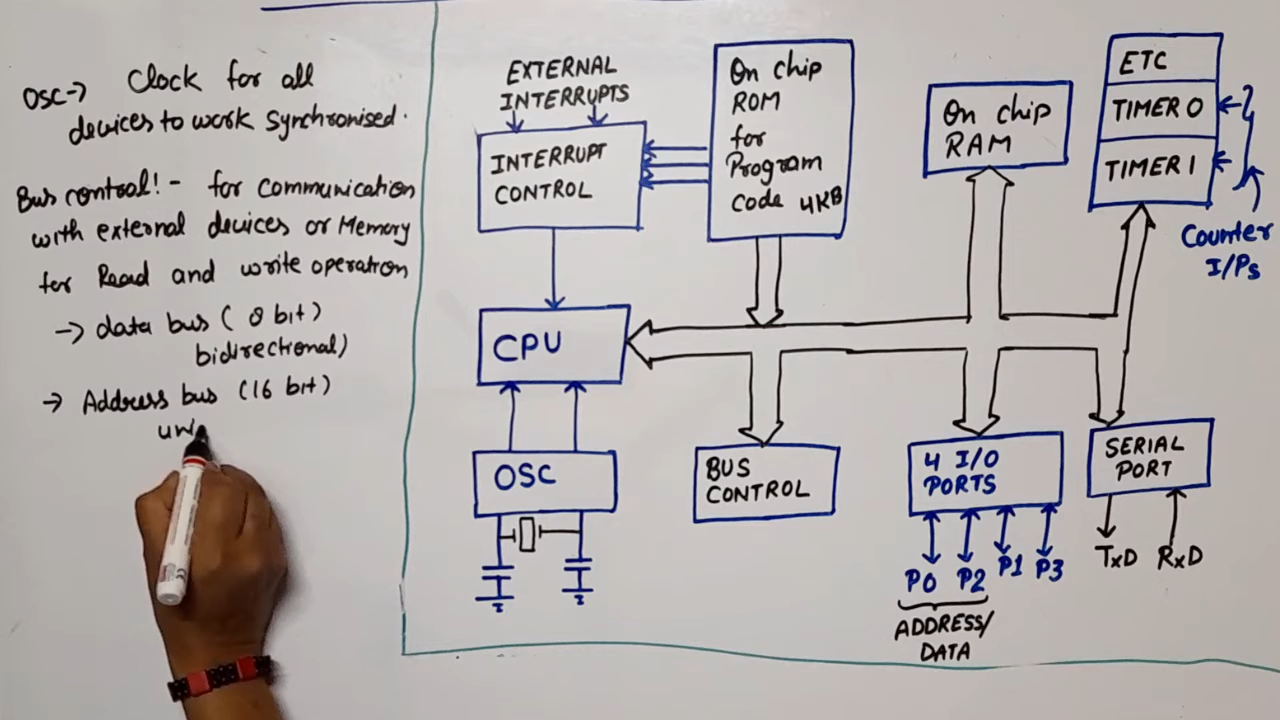 OSC→ Clock for all
devices to work synchronised.
Bus control!- for communication
with external devices or Memory
for Read and write operation
→ data bus ( 8 bit)
bidirectional)
→ Address bus (16 bit)
EXTERNAL
INTERRUPTS
INTERRUPT
CONTROL
On chip
ROM
for
Program
code 4KB
On chip
RAM
ETC
TIMER 0
TIMER 1
Counter
I/Ps
CPU
OSC
BUS
CONTROL
4 I/O
PORTS
SERIAL
PORT
P0 P2 P1 P3
ADDRESS/
DATA
TxD RxD